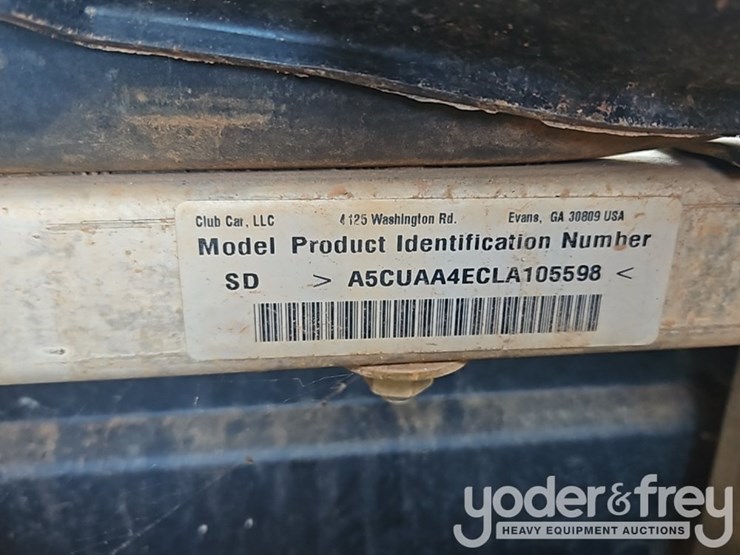 Club Car, LLC 4125 Washington Rd. Evans, GA 30809 USA
Model Product Identification Number
SD > A5CUAA4ECLA105598 <
yoder&frey
HEAVY EQUIPMENT AUCTIONS